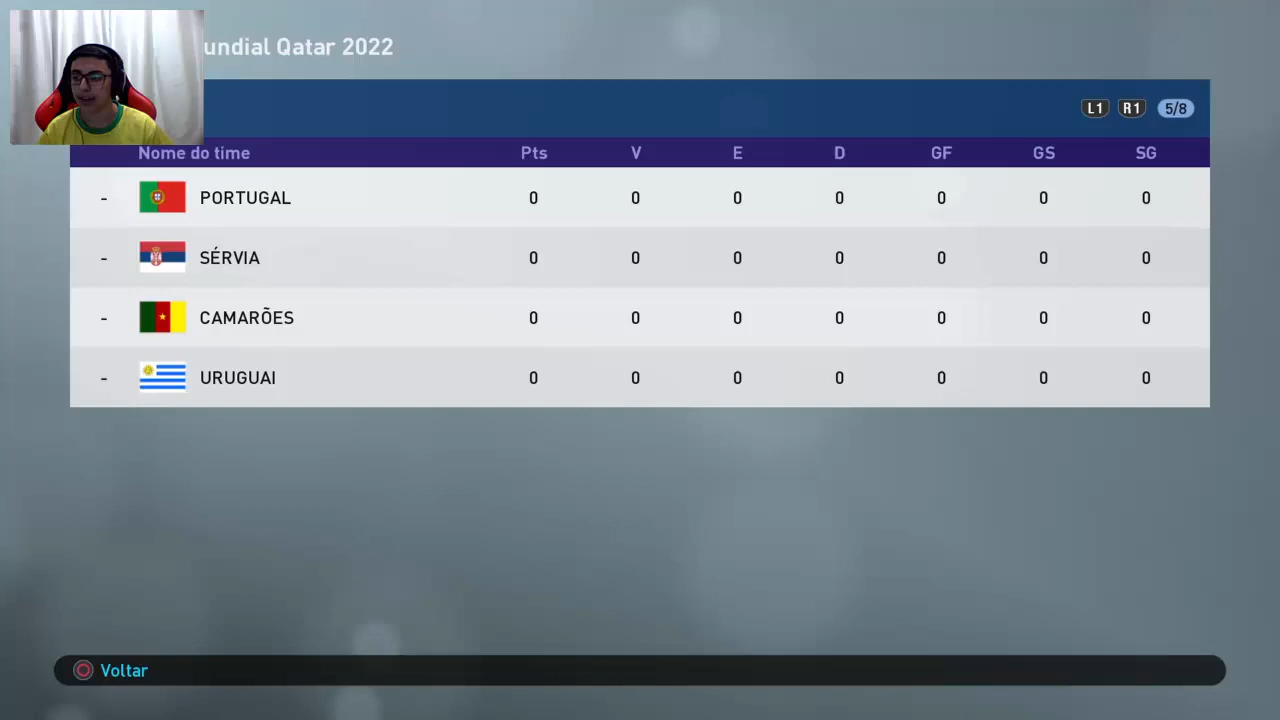 undial Qatar 2022
L1 R1 5/8
Nome do time Pts V E D GF GS SG
- PORTUGAL 0 0 0 0 0 0 0
- SÉRVIA 0 0 0 0 0 0 0
- CAMARÕES 0 0 0 0 0 0 0
- URUGUAI 0 0 0 0 0 0 0
Voltar